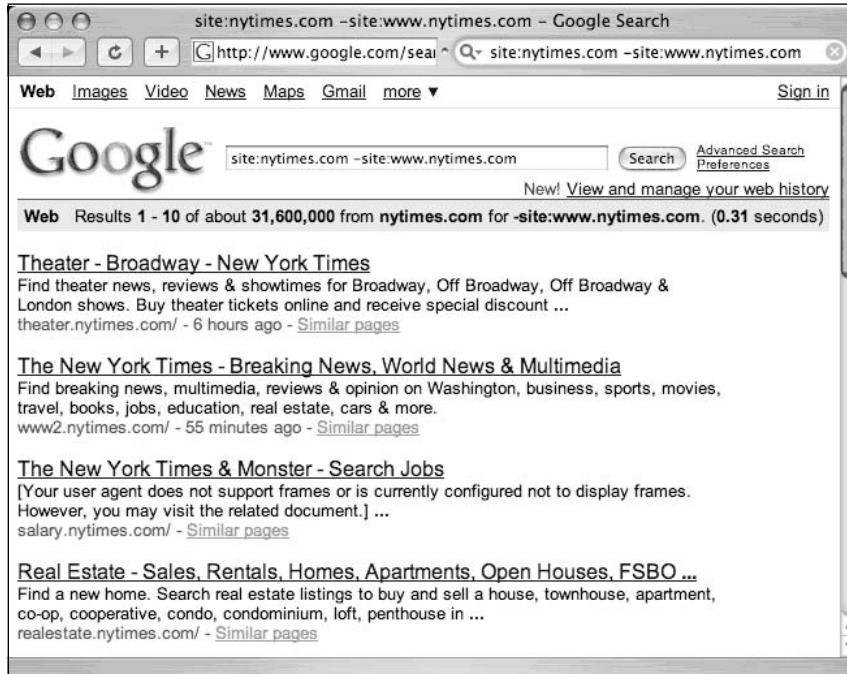 site:nytimes.com –site:www.nytimes.com – Google Search
G http://www.google.com/sear
site:nytimes.com –site:www.nytimes.com
Web Images Video News Maps Gmail more ▼ Sign in
Google™ site:nytimes.com –site:www.nytimes.com Search Advanced Search
Preferences
New! View and manage your web history
Web Results 1 - 10 of about 31,600,000 from nytimes.com for -site:www.nytimes.com. (0.31 seconds)
Theater - Broadway - New York Times
Find theater news, reviews & showtimes for Broadway, Off Broadway, Off Broadway &
London shows. Buy theater tickets online and receive special discount ...
theater.nytimes.com/ - 6 hours ago - Similar pages
The New York Times - Breaking News, World News & Multimedia
Find breaking news, multimedia, reviews & opinion on Washington, business, sports, movies,
travel, books, jobs, education, real estate, cars & more.
www2.nytimes.com/ - 55 minutes ago - Similar pages
The New York Times & Monster - Search Jobs
[Your user agent does not support frames or is currently configured not to display frames.
However, you may visit the related document.] ...
salary.nytimes.com/ - Similar pages
Real Estate - Sales, Rentals, Homes, Apartments, Open Houses, FSBO ...
Find a new home. Search real estate listings to buy and sell a house, townhouse, apartment,
co-op, cooperative, condo, condominium, loft, penthouse in ...
realestate.nytimes.com/ - Similar pages